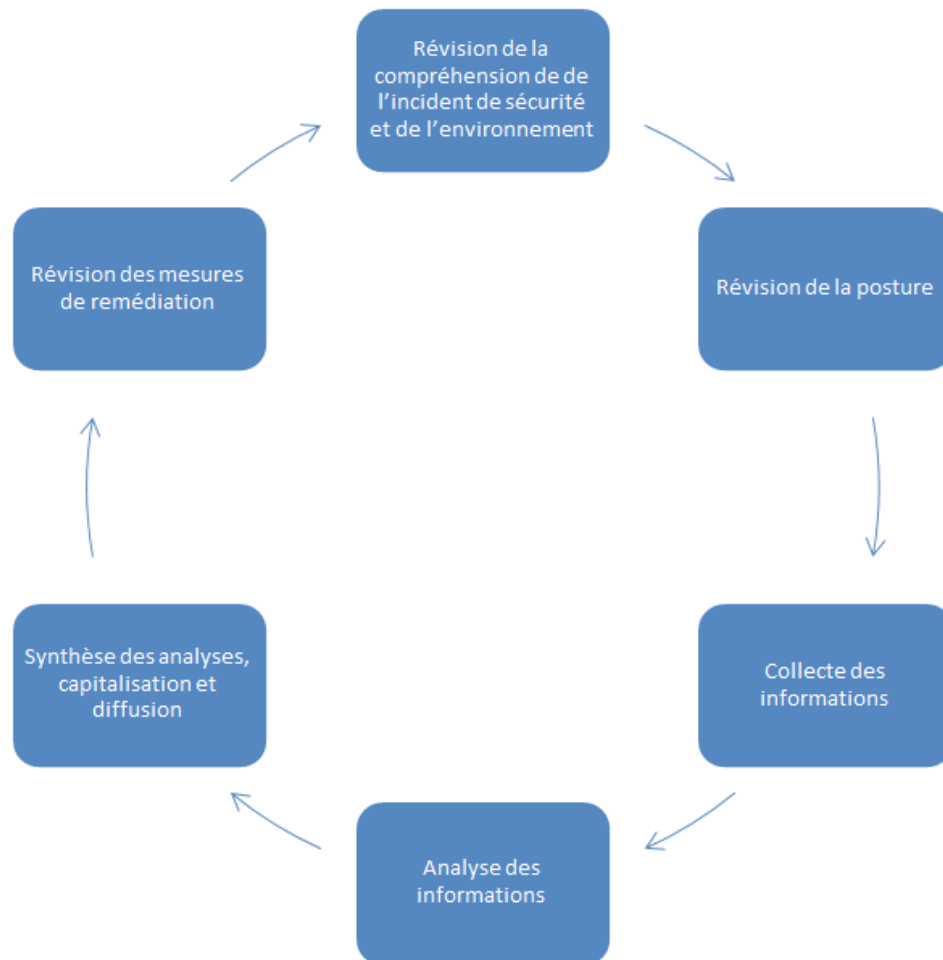 Révision de la
compréhension de de
l'incident de sécurité
et de l'environnement
Révision de la posture
Collecte des
informations
Analyse des
informations
Synthèse des analyses,
capitalisation et
diffusion
Révision des mesures
de remédiation